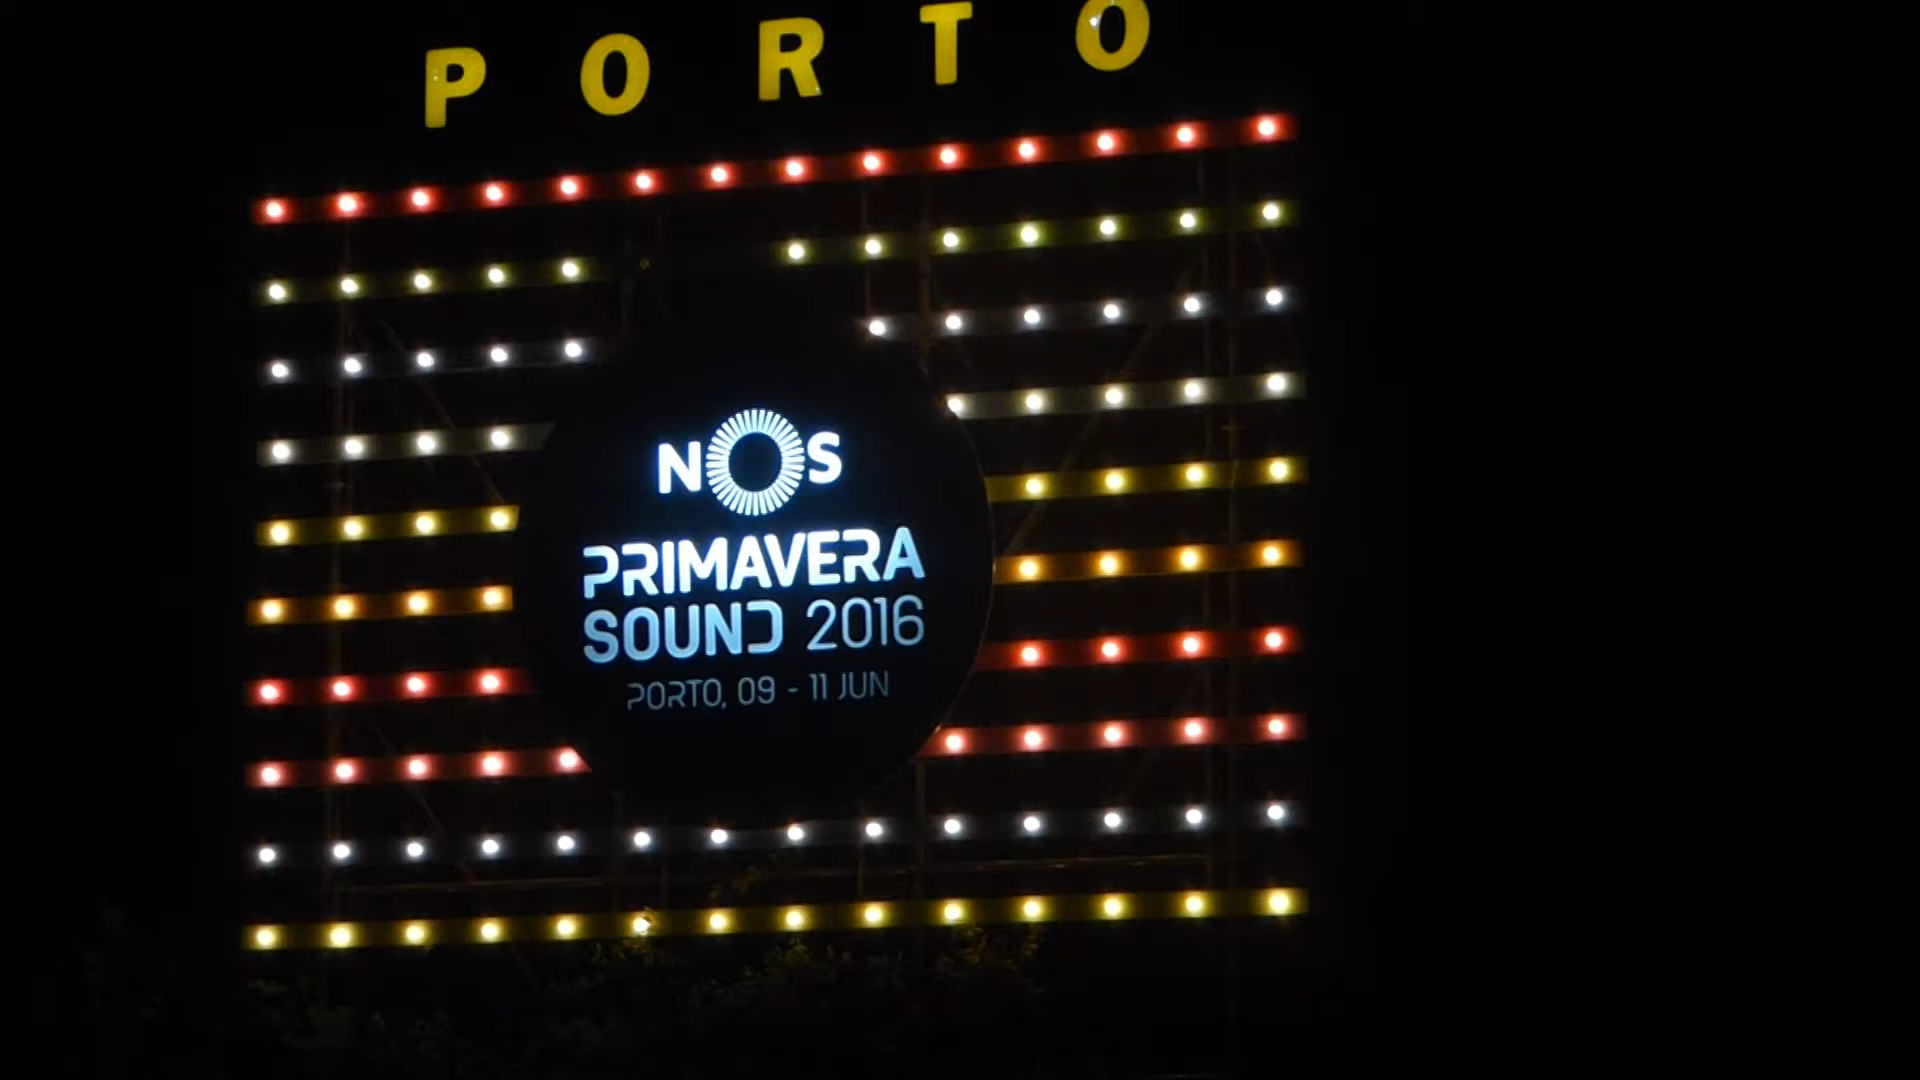 PORTO
NOS
PRIMAVERA
SOUND 2016
PORTO, 09 - 11 JUN